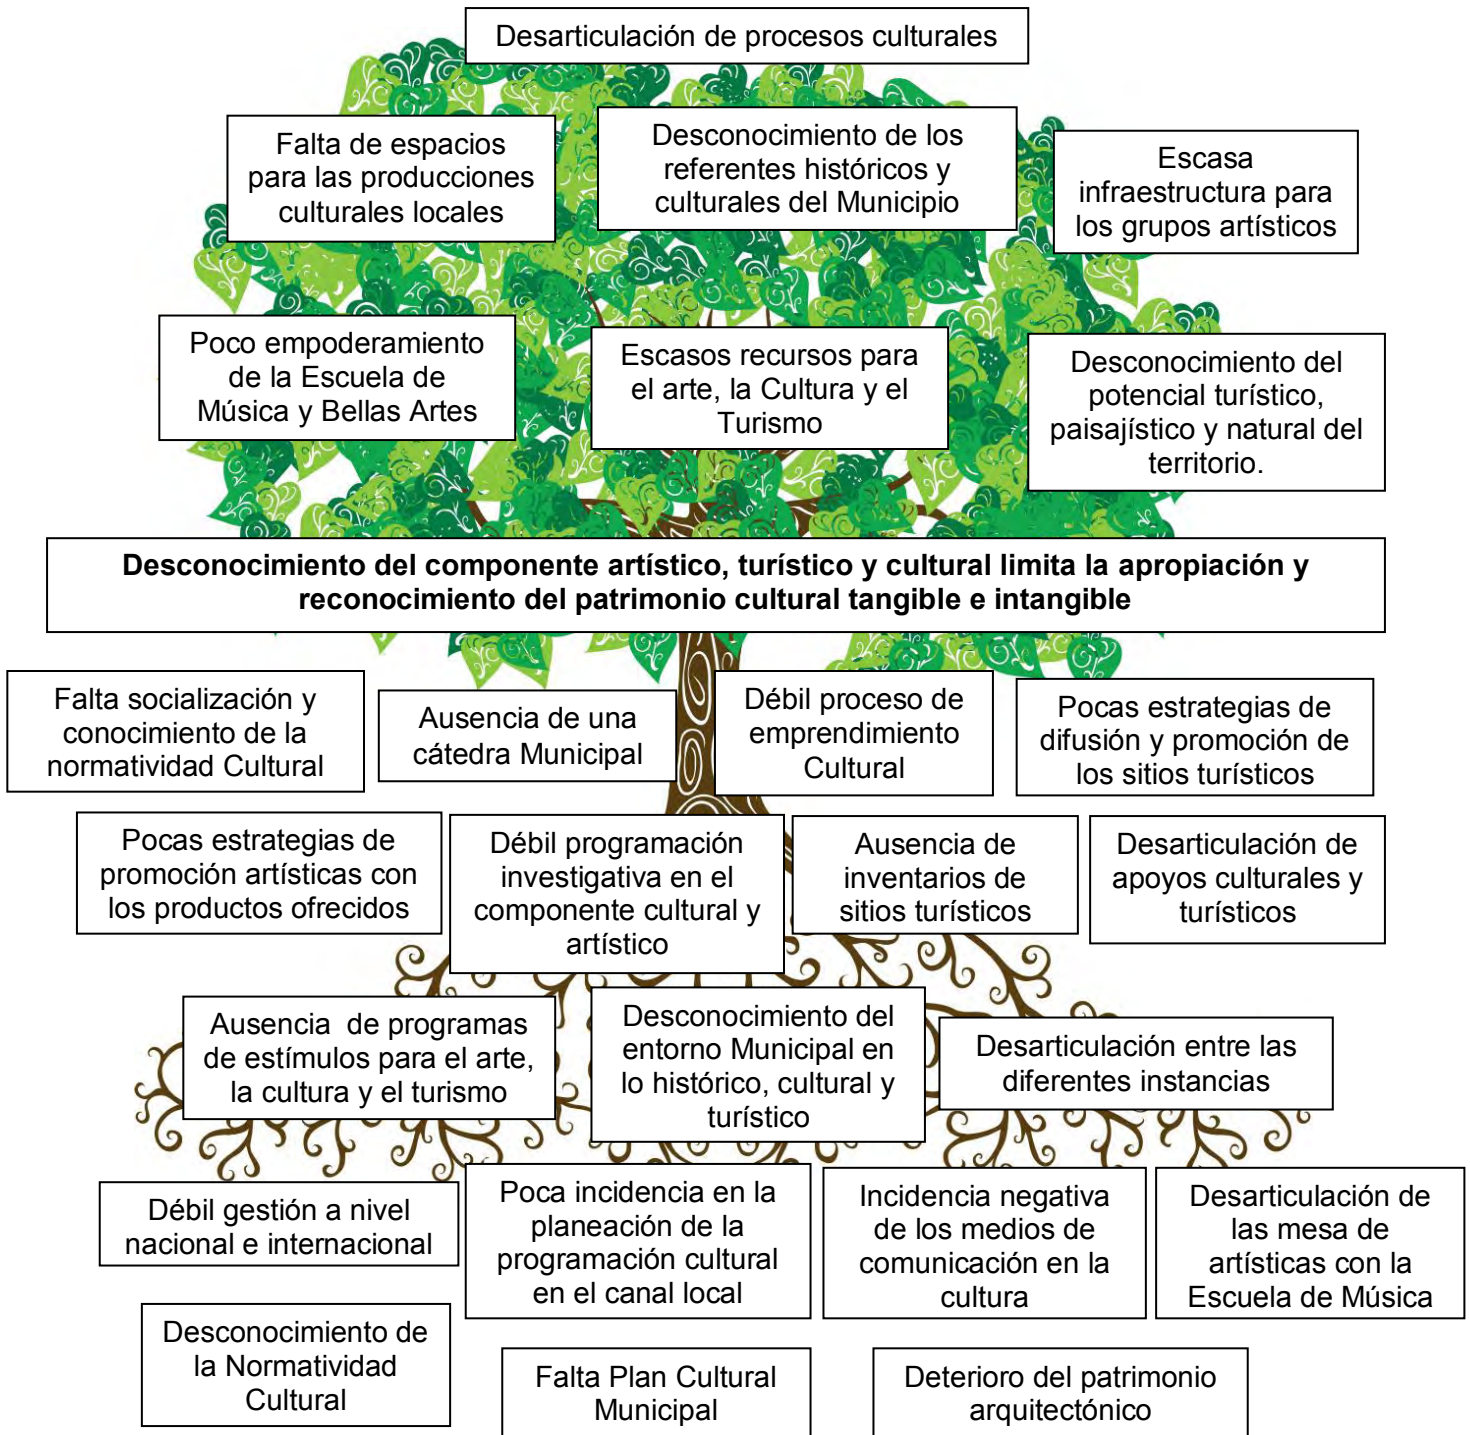 Desarticulación de procesos culturales
Falta de espacios
para las producciones
culturales locales
Desconocimiento de los
referentes históricos y
culturales del Municipio
Escasa
infraestructura para
los grupos artísticos
Poco empoderamiento
de la Escuela de
Música y Bellas Artes
Escasos recursos para
el arte, la Cultura y el
Turismo
Desconocimiento del
potencial turístico,
paisajístico y natural del
territorio.
Desconocimiento del componente artístico, turístico y cultural limita la apropiación y
reconocimiento del patrimonio cultural tangible e intangible
Falta socialización y
conocimiento de la
normatividad Cultural
Ausencia de una
cátedra Municipal
Débil proceso de
emprendimiento
Cultural
Pocas estrategias de
difusión y promoción de
los sitios turísticos
Pocas estrategias de
promoción artísticas con
los productos ofrecidos
Débil programación
investigativa en el
componente cultural y
artístico
Ausencia de
inventarios de
sitios turísticos
Desarticulación de
apoyos culturales y
turísticos
Ausencia de programas
de estímulos para el arte,
la cultura y el turismo
Desconocimiento del
entorno Municipal en
lo histórico, cultural y
turístico
Desarticulación entre las
diferentes instancias
Débil gestión a nivel
nacional e internacional
Poca incidencia en la
planeación de la
programación cultural
en el canal local
Incidencia negativa
de los medios de
comunicación en la
cultura
Desarticulación de
las mesa de
artísticas con la
Escuela de Música
Desconocimiento de
la Normatividad
Cultural
Falta Plan Cultural
Municipal
Deterioro del patrimonio
arquitectónico